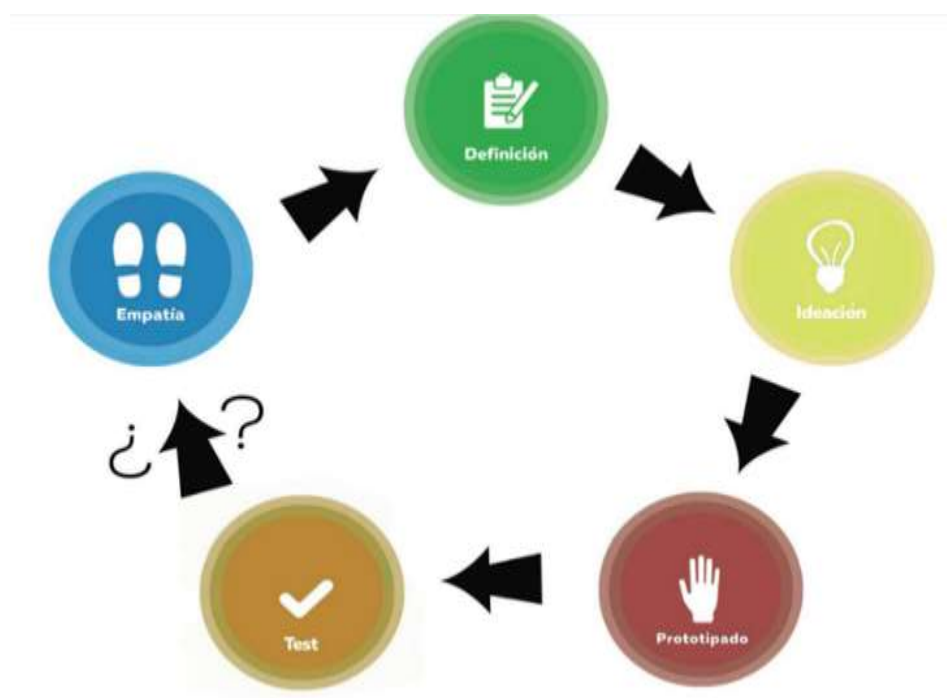 Definición
Empatía
Ideación
¿ ?
Test
Prototipado